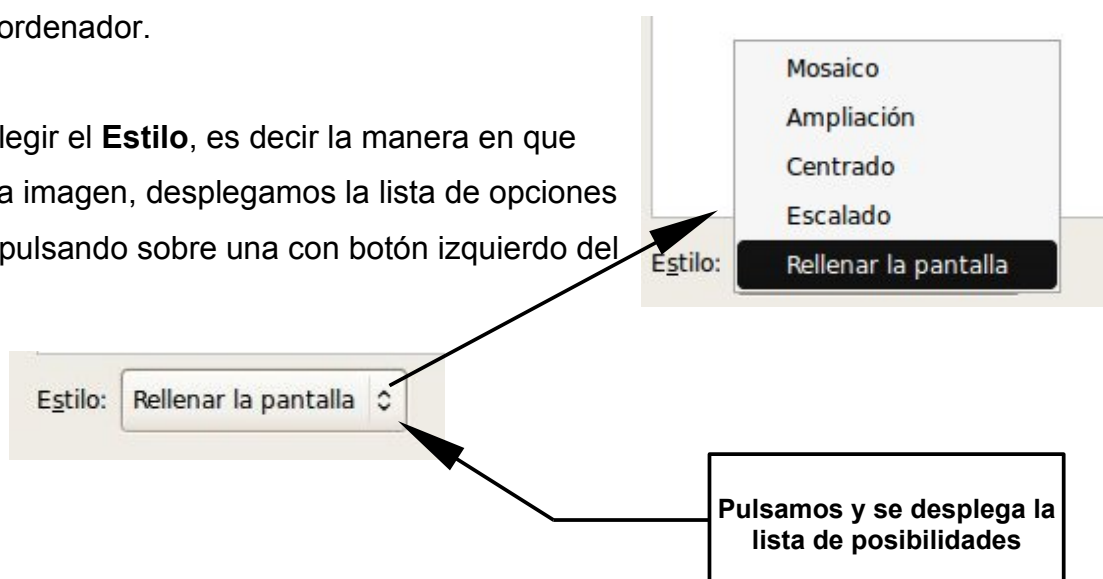 ordenador.
legir el Estilo, es decir la manera en que
a imagen, desplegamos la lista de opciones
pulsando sobre una con botón izquierdo del
Mosaico
Ampliación
Centrado
Escalado
Estilo: Rellenar la pantalla
Estilo: Rellenar la pantalla
Pulsamos y se desplega la
lista de posibilidades